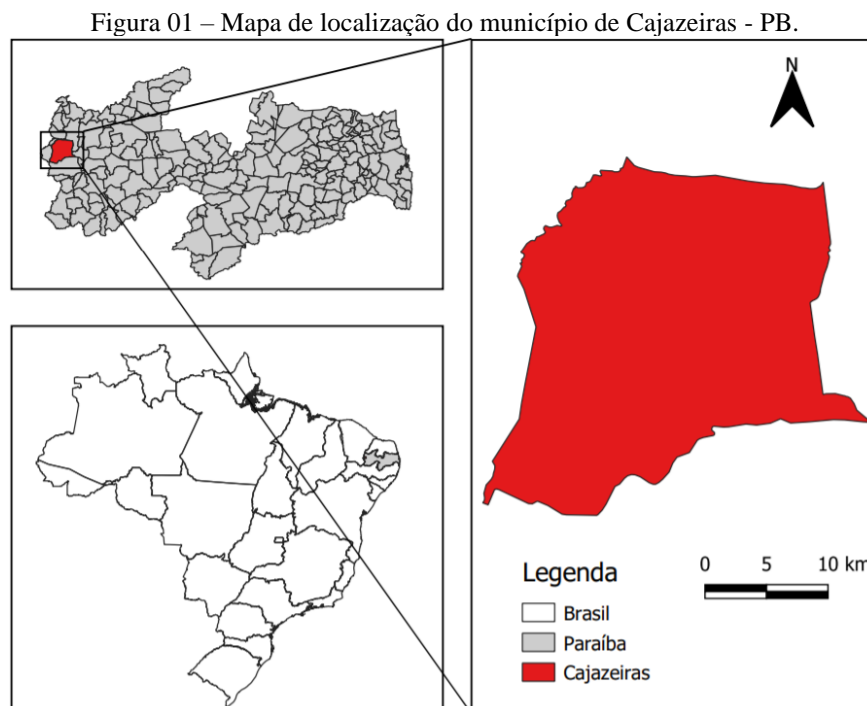 Figura 01 – Mapa de localização do município de Cajazeiras - PB.
N
0 5 10 km
Legenda
Brasil
Paraíba
Cajazeiras